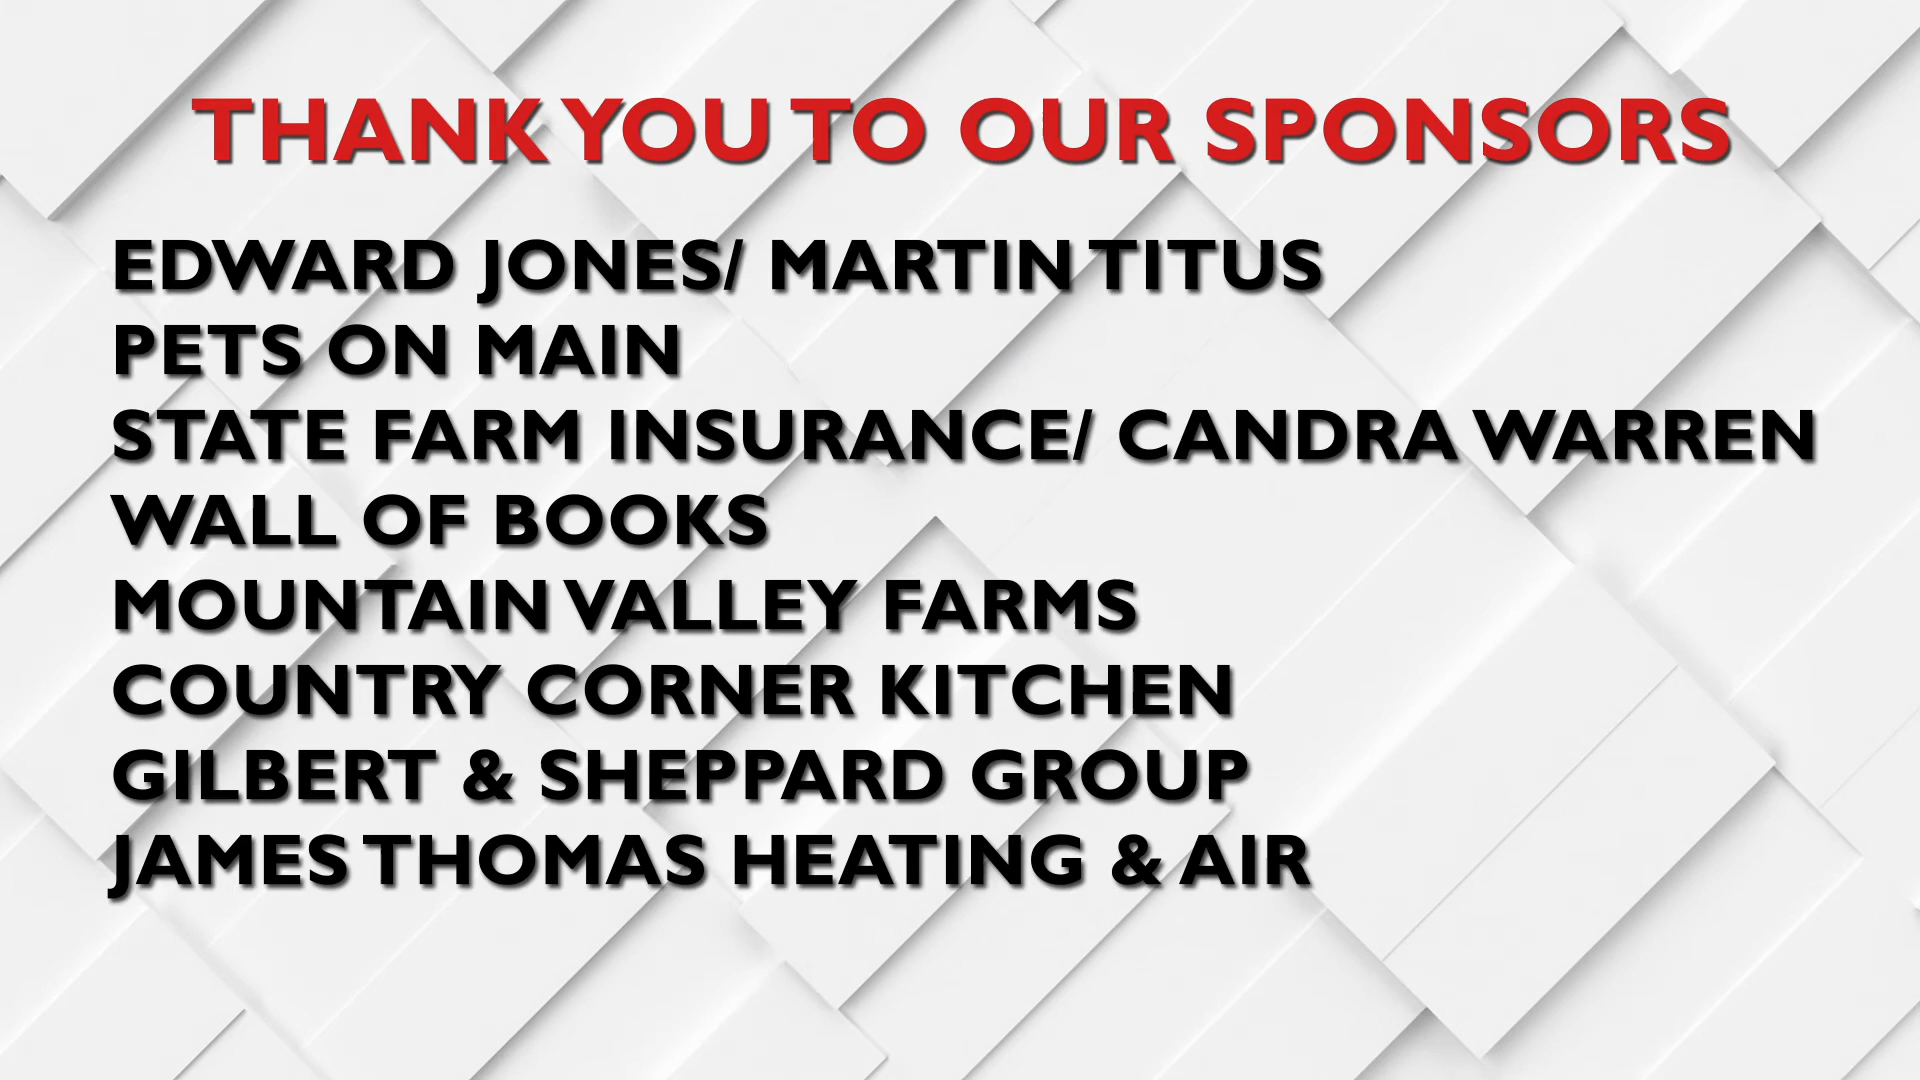 THANK YOU TO OUR SPONSORS
EDWARD JONES/ MARTIN TITUS
PETS ON MAIN
STATE FARM INSURANCE/ CANDRA WARREN
WALL OF BOOKS
MOUNTAIN VALLEY FARMS
COUNTRY CORNER KITCHEN
GILBERT & SHEPPARD GROUP
JAMES THOMAS HEATING & AIR